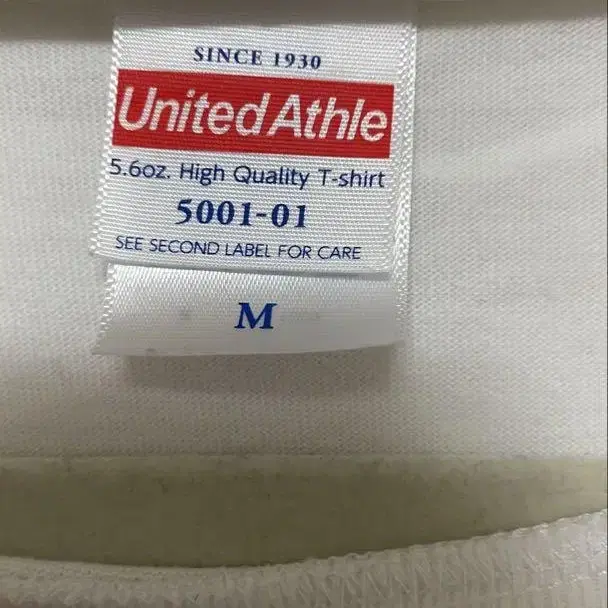 SINCE 1930
United Athle
5.6oz. High Quality T-shirt
5001-01
SEE SECOND LABEL FOR CARE
M